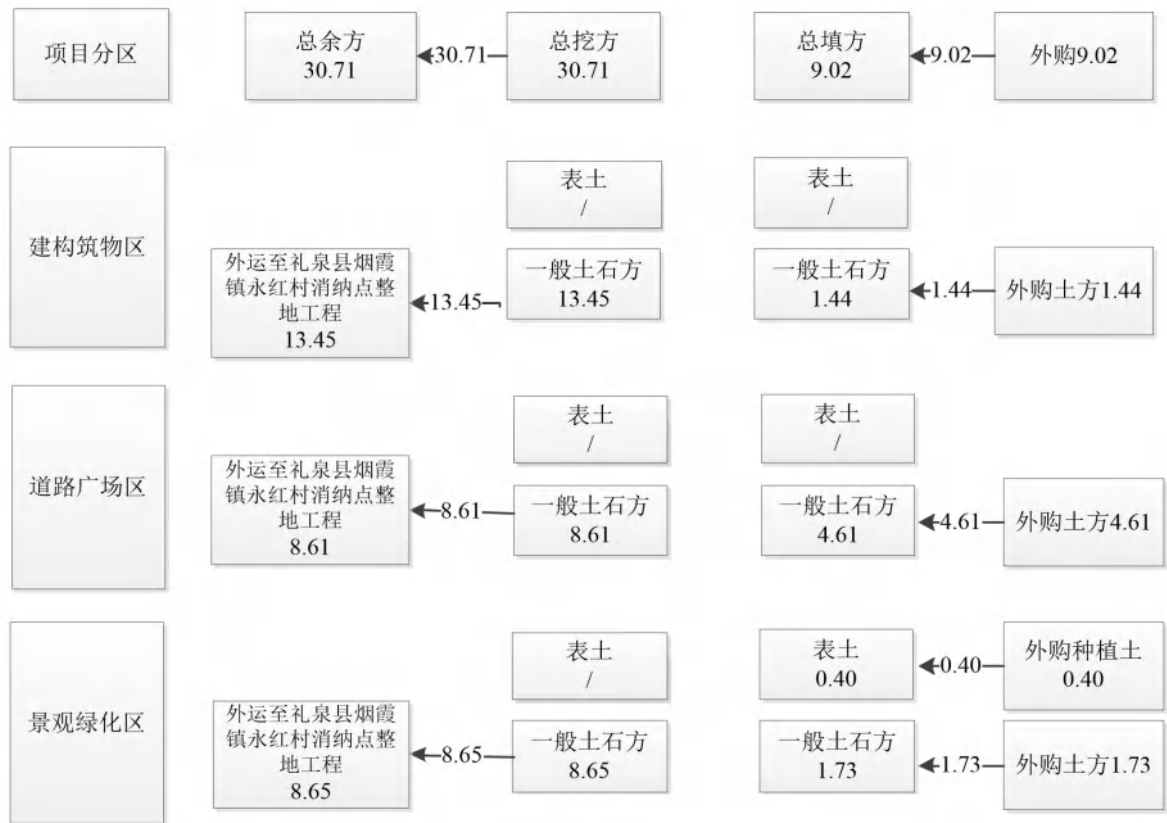 项目分区
总余方
30.71
30.71
总挖方
30.71
总填方
9.02
9.02
外购9.02
建构筑物区
表土
/
表土
/
外运至礼泉县烟霞
镇永红村消纳点整
地工程
13.45
13.45
一般土石方
13.45
一般土石方
1.44
1.44
外购土方1.44
道路广场区
表土
/
表土
/
外运至礼泉县烟霞
镇永红村消纳点整
地工程
8.61
8.61
一般土石方
8.61
一般土石方
4.61
4.61
外购土方4.61
景观绿化区
表土
/
表土
0.40
0.40
外购种植土
0.40
外运至礼泉县烟霞
镇永红村消纳点整
地工程
8.65
8.65
一般土石方
8.65
一般土石方
1.73
1.73
外购土方1.73